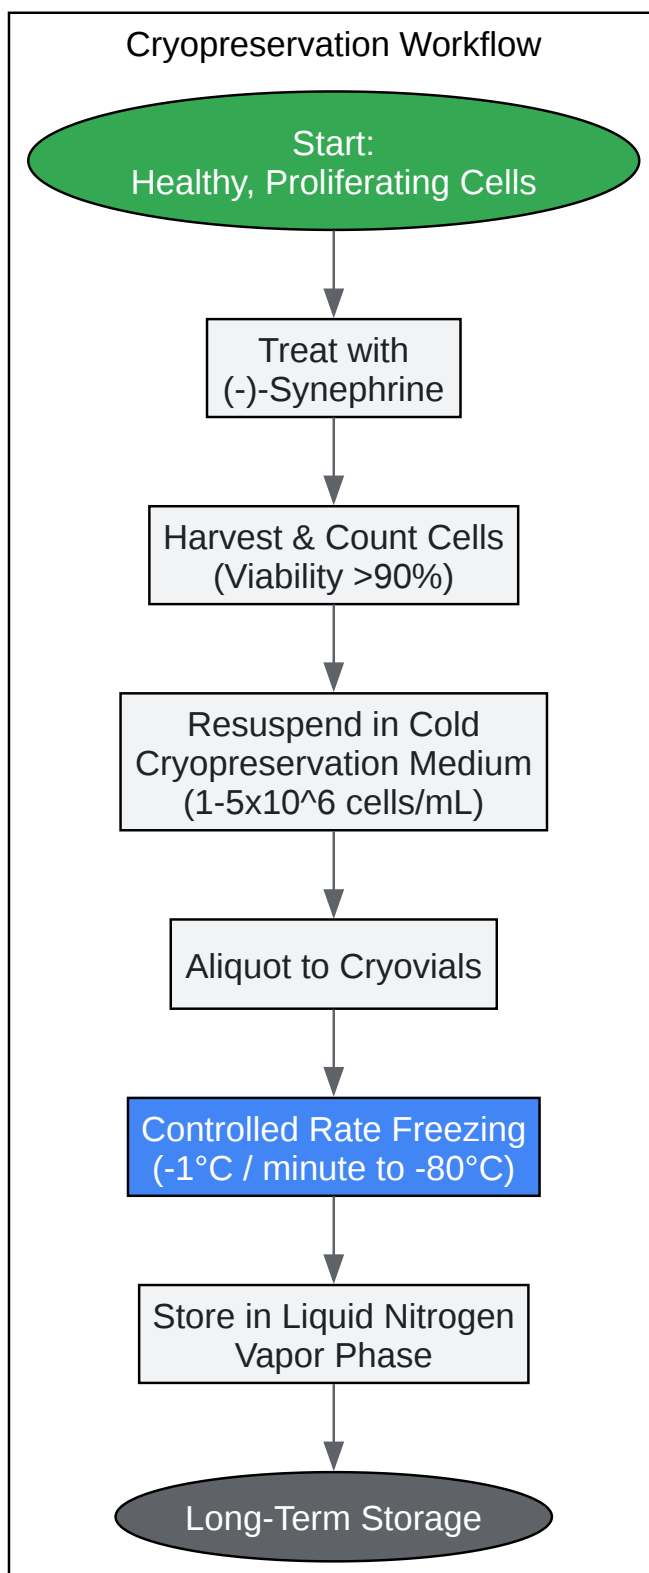 Cryopreservation Workflow
Start:
Healthy, Proliferating Cells
Treat with
(-)-Synephrine
Harvest & Count Cells
(Viability >90%)
Resuspend in Cold
Cryopreservation Medium
(1-5x10^6 cells/mL)
Aliquot to Cryovials
Controlled Rate Freezing
(-1°C / minute to -80°C)
Store in Liquid Nitrogen
Vapor Phase
Long-Term Storage